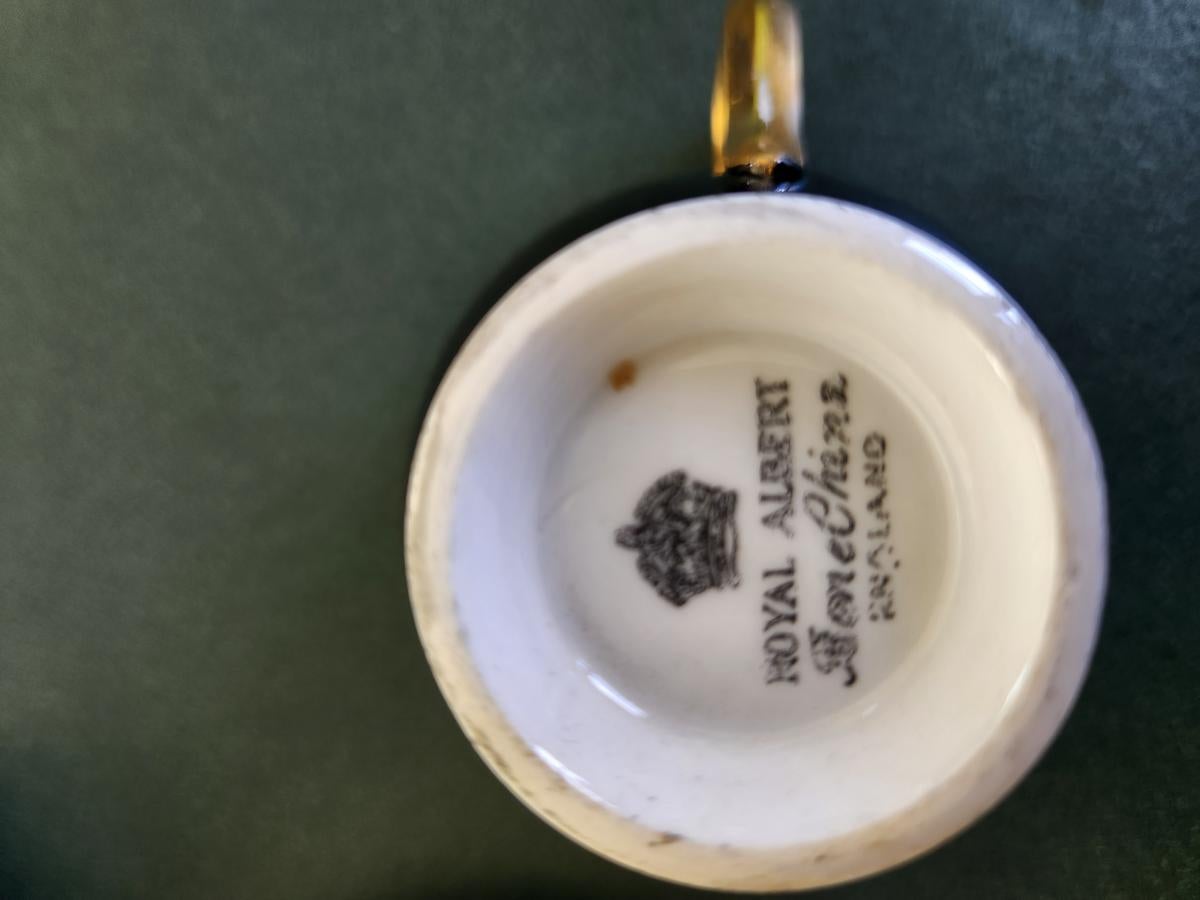 ROYAL ALBERT
Bone China
ENGLAND